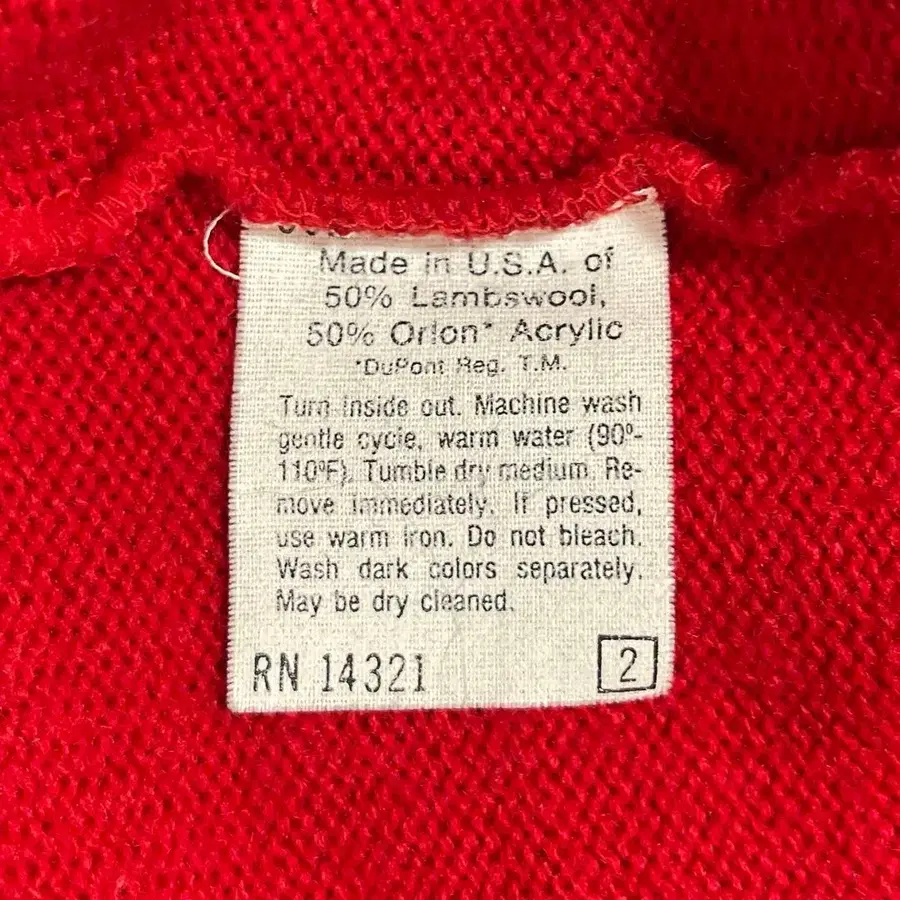 Made in U.S.A. of
50% Lambswool,
50% Orlon* Acrylic
*DuPont Reg. T.M.
Turn inside out. Machine wash
gentle cycle, warm water (90º-
110ºF). Tumble dry medium. Re-
move immediately. If pressed,
use warm iron. Do not bleach.
Wash dark colors separately.
May be dry cleaned.
RN 14321
2